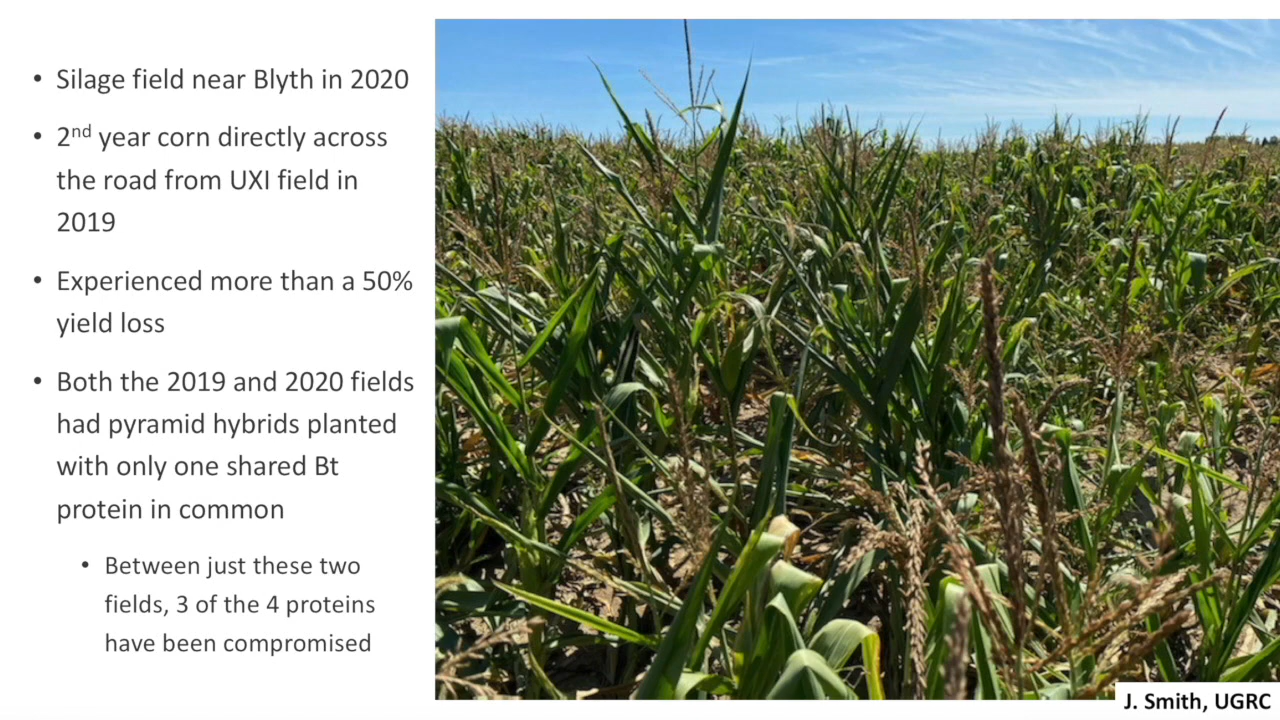 • Silage field near Blyth in 2020
• 2nd year corn directly across
the road from UXI field in
2019
• Experienced more than a 50%
yield loss
• Both the 2019 and 2020 fields
had pyramid hybrids planted
with only one shared Bt
protein in common
• Between just these two
fields, 3 of the 4 proteins
have been compromised
J. Smith, UGRC